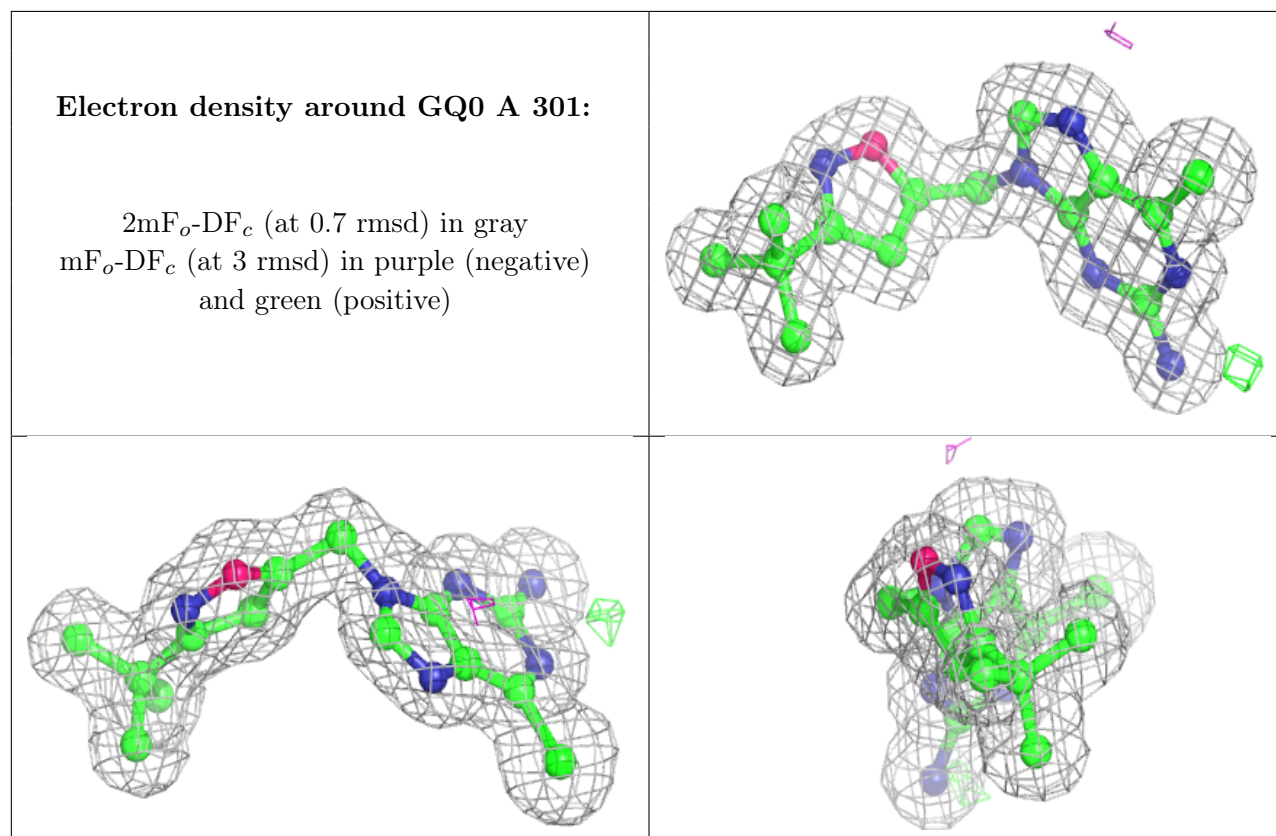 Electron density around GQ0 A 301:
2mFo-DFc (at 0.7 rmsd) in gray
mFo-DFc (at 3 rmsd) in purple (negative)
and green (positive)